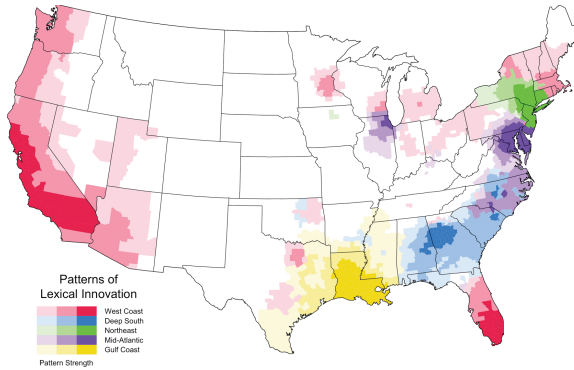 Patterns of
Lexical Innovation
West Coast
Deep South
Northeast
Mid-Atlantic
Gulf Coast
Pattern Strength